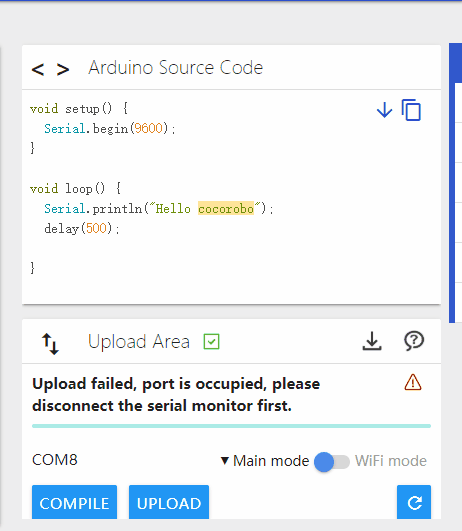 < > Arduino Source Code
void setup() {
Serial.begin(9600);
}
void loop() {
Serial.println("Hello cocorobo");
delay(500);
}
Upload Area
Upload failed, port is occupied, please
disconnect the serial monitor first.
COM8 ▼ Main mode WiFi mode
COMPILE UPLOAD